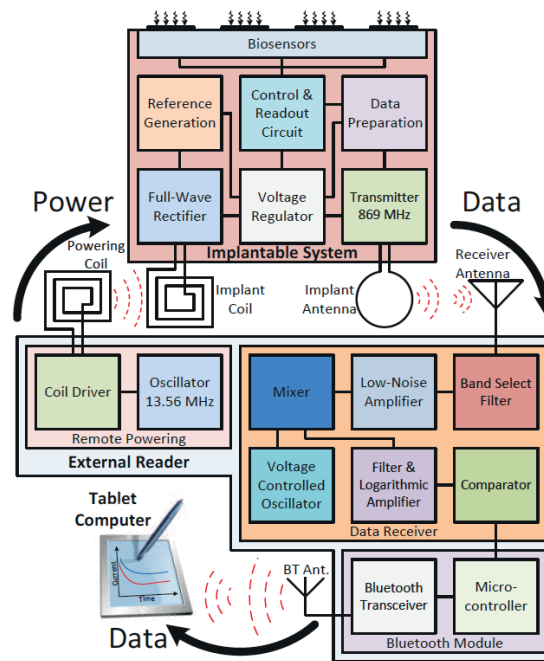 Biosensors
Reference
Generation
Control &
Readout
Circuit
Data
Preparation
Full-Wave
Rectifier
Voltage
Regulator
Transmitter
869 MHz
Implantable System
Power
Data
Powering
Coil
Implant
Coil
Implant
Antenna
Receiver
Antenna
Coil Driver
Oscillator
13.56 MHz
Remote Powering
External Reader
Mixer
Low-Noise
Amplifier
Band Select
Filter
Voltage
Controlled
Oscillator
Filter &
Logarithmic
Amplifier
Comparator
Data Receiver
Tablet
Computer
Current
Time
Data
BT Ant.
Bluetooth
Transceiver
Micro-
controller
Bluetooth Module